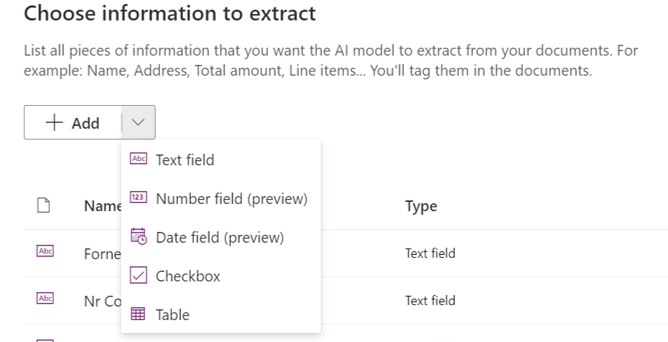 Choose information to extract
List all pieces of information that you want the AI model to extract from your documents. For
example: Name, Address, Total amount, Line items... You'll tag them in the documents.
Add
Abc Text field
123 Number field (preview)
Date field (preview)
Checkbox
Table
Name Type
Abc Forne Text field
Abc Nr Co Text field